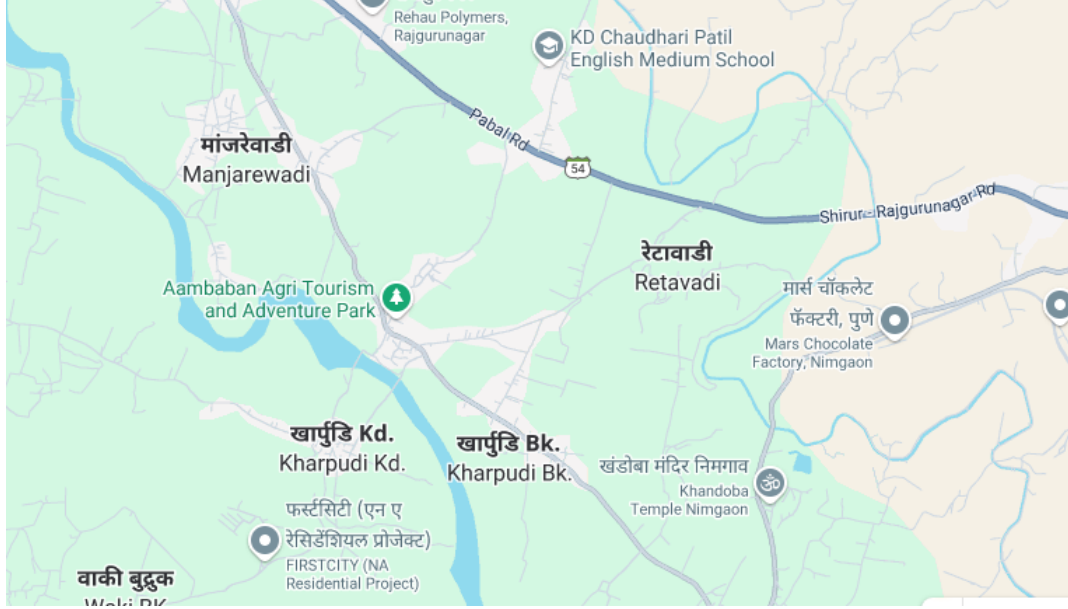 Rehau Polymers,
Rajgurunagar
KD Chaudhari Patil
English Medium School
Pabal Rd
54
मांजरेवाडी
Manjarewadi
Shirur - Rajgurunagar Rd
रेटावाडी
Retavadi
Aambaban Agri Tourism
and Adventure Park
मार्स चॉकलेट
फॅक्टरी, पुणे
Mars Chocolate
Factory, Nimgaon
खार्पुडि Kd.
Kharpudi Kd.
खार्पुडि Bk.
Kharpudi Bk.
खंडोबा मंदिर निमगाव
Khandoba
Temple Nimgaon
ॐ
फर्स्टसिटी (एन ए
रेसिडेंशियल प्रोजेक्ट)
FIRSTCITY (NA
Residential Project)
वाकी बुद्रुक
Waki BK